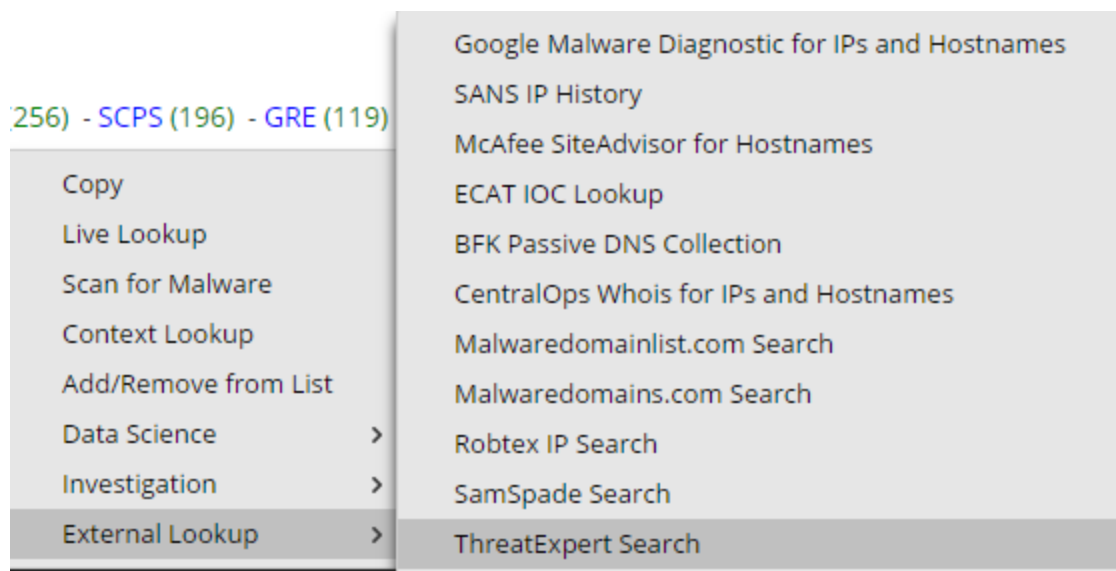 (256) - SCPS (196) - GRE (119)
Copy
Live Lookup
Scan for Malware
Context Lookup
Add/Remove from List
Data Science
Investigation
External Lookup
Google Malware Diagnostic for IPs and Hostnames
SANS IP History
McAfee SiteAdvisor for Hostnames
ECAT IOC Lookup
BFK Passive DNS Collection
CentralOps Whois for IPs and Hostnames
Malwaredomainlist.com Search
Malwaredomains.com Search
Robtex IP Search
SamSpade Search
ThreatExpert Search